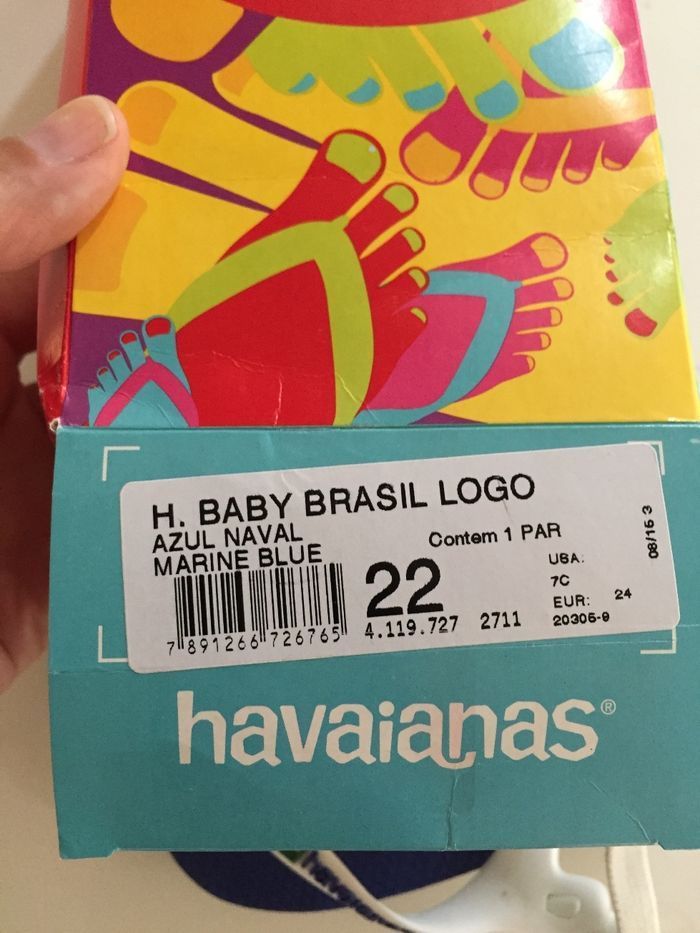 H. BABY BRASIL LOGO
AZUL NAVAL
MARINE BLUE
Contem 1 PAR
22
USA:
7C
EUR: 24
20305-9
08/15 3
7 891266 726765
4.119.727 2711
havaianas®